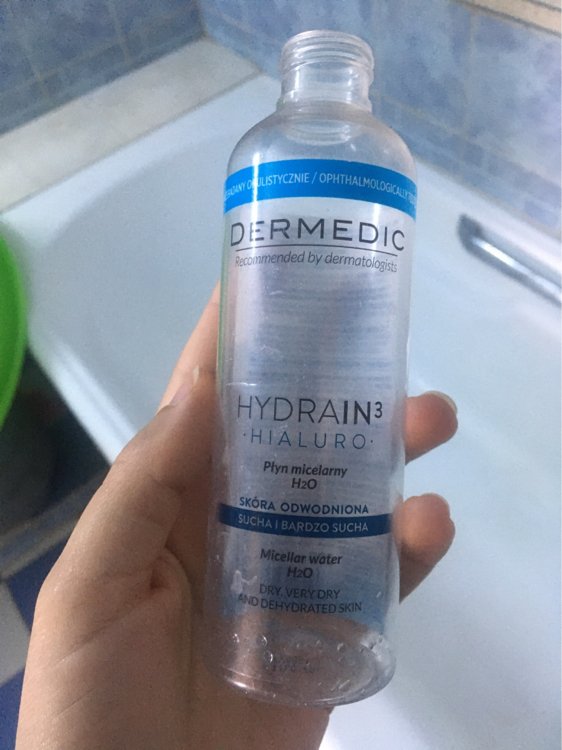 OKULISTYCZNIE / OPHTHALMOLOGICALLY
DERMEDIC
Recommended by dermatologists
HYDRAIN³
·HIALURO·
Płyn micelarny
H2O
SKÓRA ODWODNIONA
SUCHA I BARDZO SUCHA
Micellar water
H2O
DRY, VERY DRY
AND DEHYDRATED SKIN